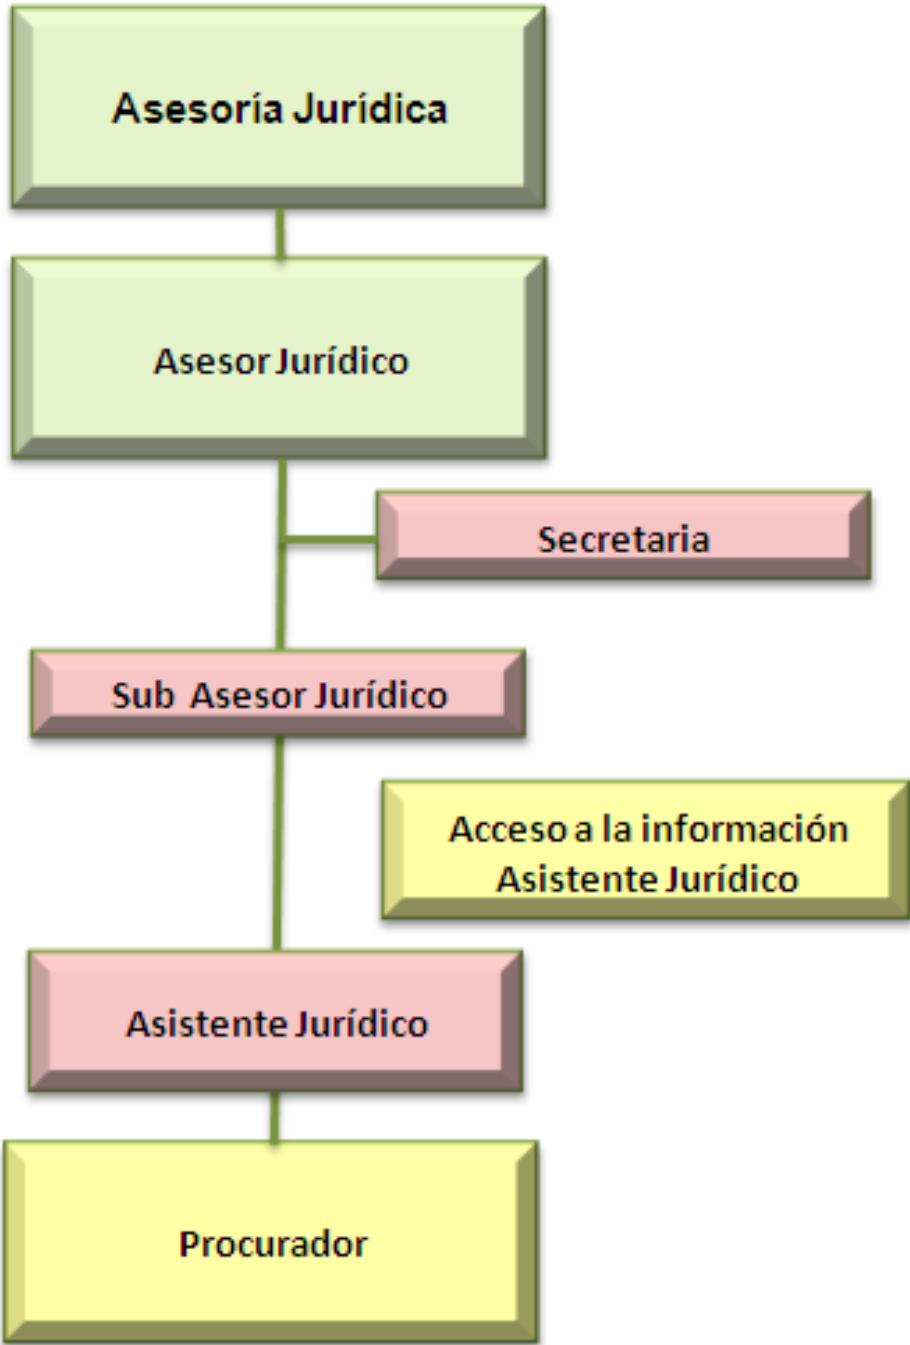 Asesoría Jurídica
Asesor Jurídico
Secretaria
Sub Asesor Jurídico
Acceso a la información
Asistente Jurídico
Asistente Jurídico
Procurador